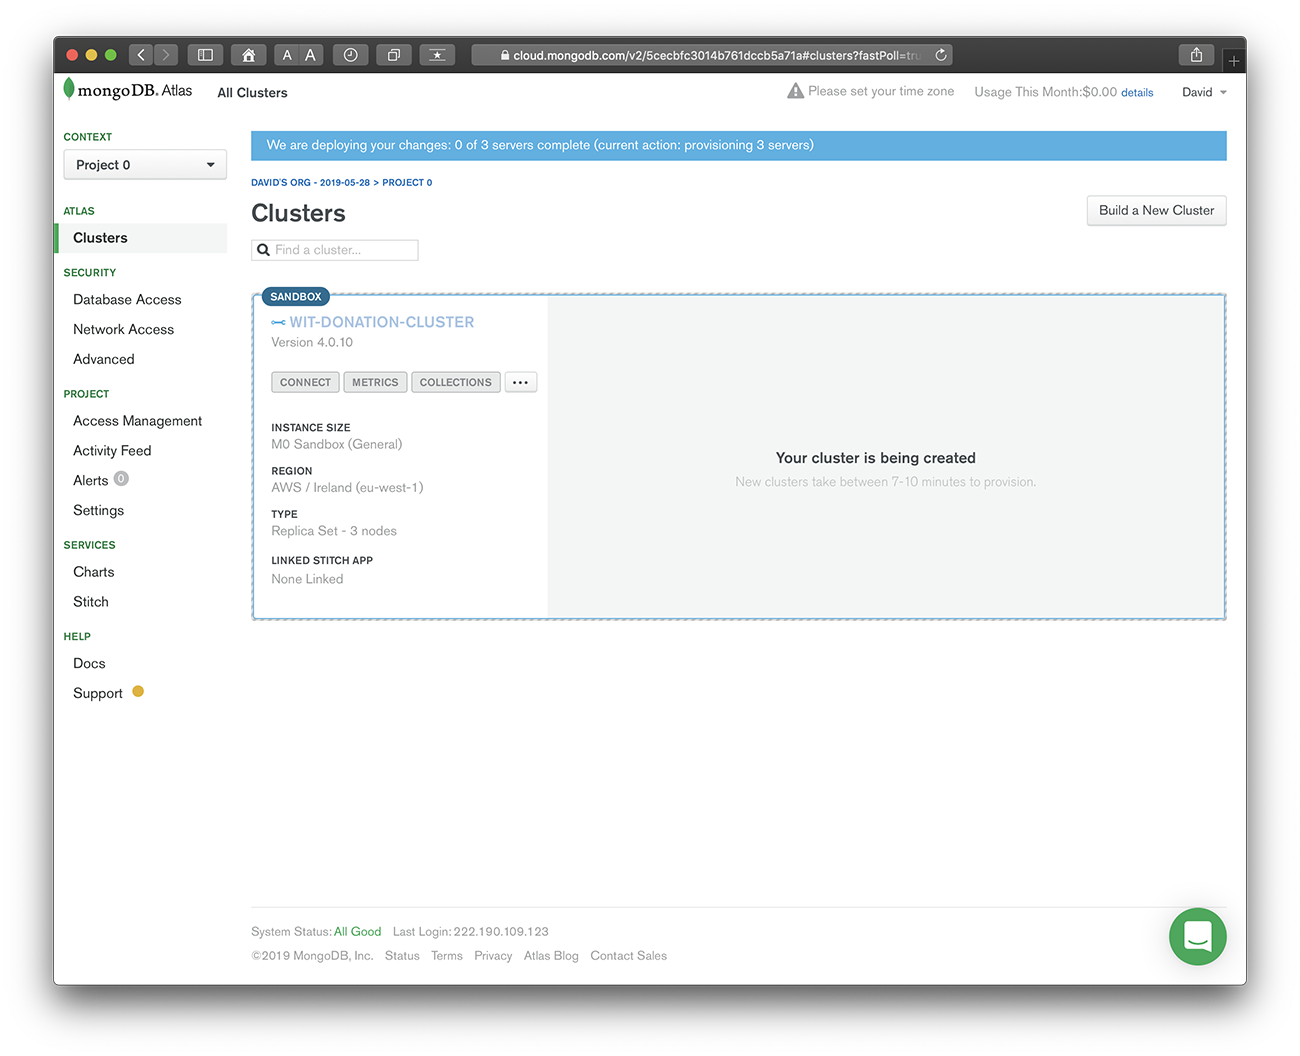 A A
cloud.mongodb.com/v2/5cecbfc3014b761dccb5a71a#clusters?fastPoll=tru
mongoDB. Atlas
All Clusters
Please set your time zone
Usage This Month:$0.00 details
David
CONTEXT
Project 0
ATLAS
Clusters
SECURITY
Database Access
Network Access
Advanced
PROJECT
Access Management
Activity Feed
Alerts 0
Settings
SERVICES
Charts
Stitch
HELP
Docs
Support
We are deploying your changes: 0 of 3 servers complete (current action: provisioning 3 servers)
DAVID'S ORG - 2019-05-28 > PROJECT 0
Clusters
Build a New Cluster
Find a cluster...
SANDBOX
WIT-DONATION-CLUSTER
Version 4.0.10
CONNECT METRICS COLLECTIONS ...
INSTANCE SIZE
M0 Sandbox (General)
REGION
AWS / Ireland (eu-west-1)
TYPE
Replica Set - 3 nodes
LINKED STITCH APP
None Linked
Your cluster is being created
New clusters take between 7-10 minutes to provision.
System Status: All Good Last Login: 222.190.109.123
©2019 MongoDB, Inc. Status Terms Privacy Atlas Blog Contact Sales